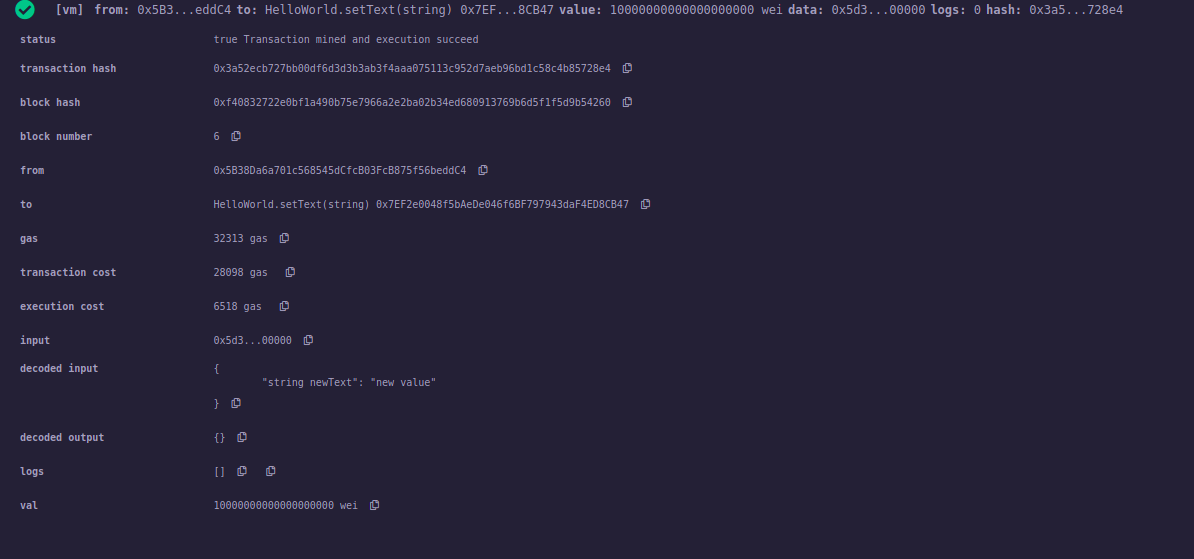 [vm] from: 0x5B3...eddC4 to: HelloWorld.setText(string) 0x7EF...8CB47 value: 10000000000000000000 wei data: 0x5d3...00000 logs: 0 hash: 0x3a5...728e4
status true Transaction mined and execution succeed
transaction hash 0x3a52ecb727bb00df6d3d3b3ab3f4aaa075113c952d7aeb96bd1c58c4b85728e4
block hash 0xf40832722e0bf1a490b75e7966a2e2ba02b34ed680913769b6d5f1f5d9b54260
block number 6
from 0x5B38Da6a701c568545dCfcB03FcB875f56beddC4
to HelloWorld.setText(string) 0x7EF2e0048f5bAeDe046f6BF797943daF4ED8CB47
gas 32313 gas
transaction cost 28098 gas
execution cost 6518 gas
input 0x5d3...00000
decoded input {
"string newText": "new value"
}
decoded output {}
logs []
val 10000000000000000000 wei